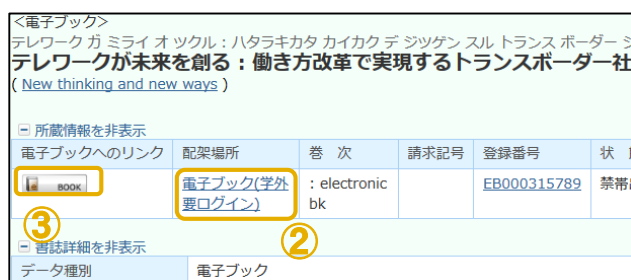 <電子ブック>
テレワーク ガ ミライ オ ツクル : ハタラキカタ カイカク デ ジツゲン スル トランス ボーダー
テレワークが未来を創る : 働き方改革で実現するトランスボーダー社
( New thinking and new ways )
所蔵情報を非表示
電子ブックへのリンク 配架場所 巻 次 請求記号 登録番号 状
BOOK 電子ブック(学外 : electronic EB000315789 禁帯
要ログイン) bk
③ ②
書誌詳細を非表示
データ種別 電子ブック